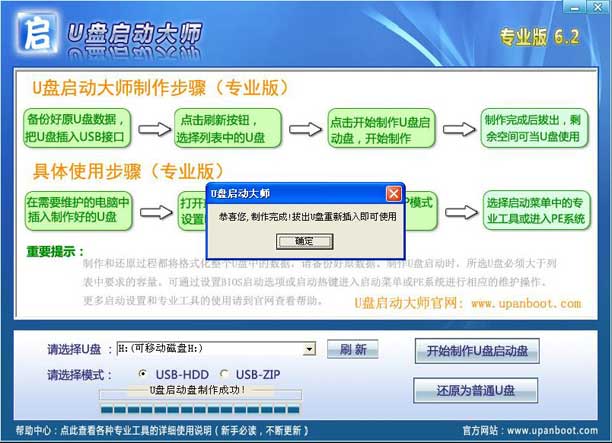 启 U盘启动大师
专业版 6.2
U盘启动大师制作步骤（专业版）
备份好原U盘数据，
把U盘插入USB接口
点击刷新按钮，
选择列表中的U盘
点击开始制作U盘启
动盘，开始制作
制作完成后拔出，剩
余空间可当U盘使用
具体使用步骤（专业版）
在需要维护的电脑中
插入制作好的U盘
打开
设置
P模式
选择启动菜单中的专
业工具或进入PE系统
U盘启动大师
恭喜您,制作完成!拔出U盘重新插入即可使用
确定
重要提示：
制作和还原过程都将格式化整个U盘中的数据，请备份好原数据。制作U盘启动时，所选U盘必须大于列
表中要求的容量。可通过设置BIOS启动选项或启动热键进入启动菜单或PE系统进行相应的维护操作。
更多启动设置和专业工具的使用请到官网查看帮助。
U盘启动大师官网: www.upanboot.com
请选择U盘： H:(可移动磁盘H:) 刷 新 开始制作U盘启动盘
请选择模式： USB-HDD USB-ZIP
U盘启动盘制作成功！
还原为普通U盘
帮助中心：点此查看各种专业工具的详细使用说明（新手必读，不断更新） 官方网站：www.upanboot.com